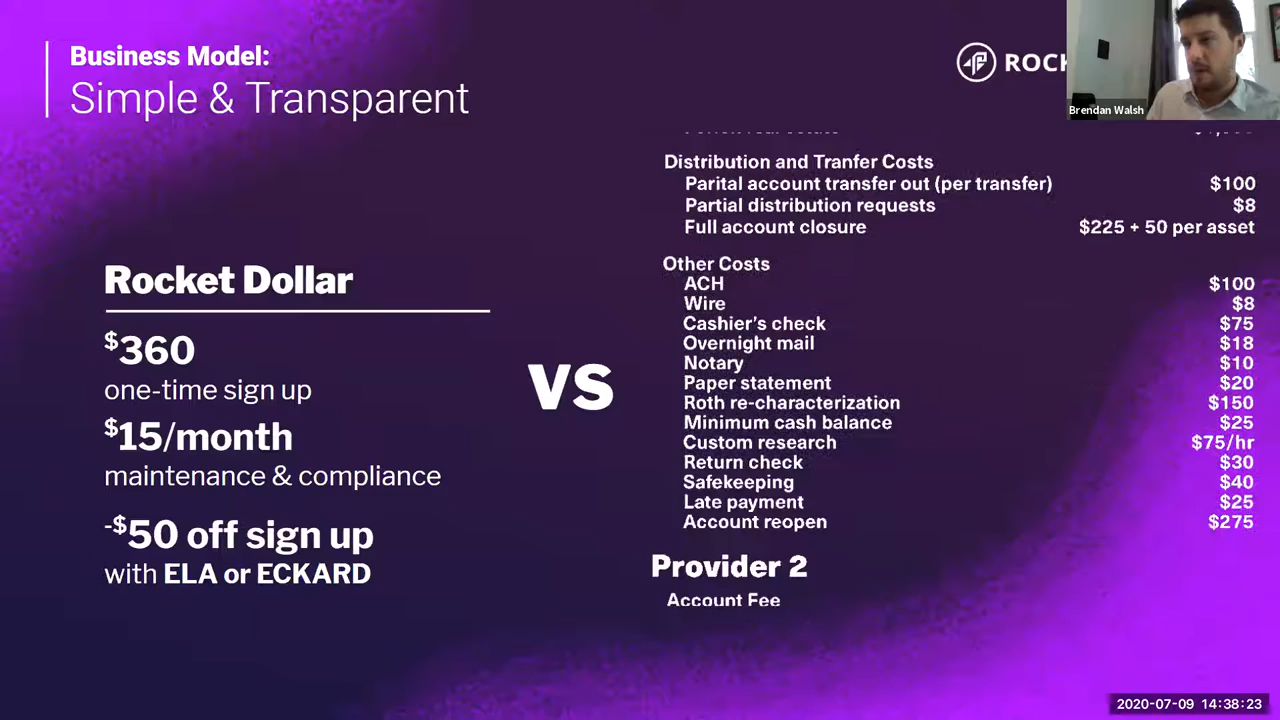 Business Model:
Simple & Transparent
ROCK
Brendan Walsh
Distribution and Tranfer Costs
Parital account transfer out (per transfer) $100
Partial distribution requests $8
Full account closure $225 + 50 per asset
Other Costs
ACH $100
Wire $8
Cashier's check $75
Overnight mail $18
Notary $10
Paper statement $20
Roth re-characterization $150
Minimum cash balance $25
Custom research $75/hr
Return check $30
Safekeeping $40
Late payment $25
Account reopen $275
Provider 2
Account Fee
Rocket Dollar
$360
one-time sign up
$15/month
maintenance & compliance
-$50 off sign up
with ELA or ECKARD
VS
2020-07-09 14:38:23